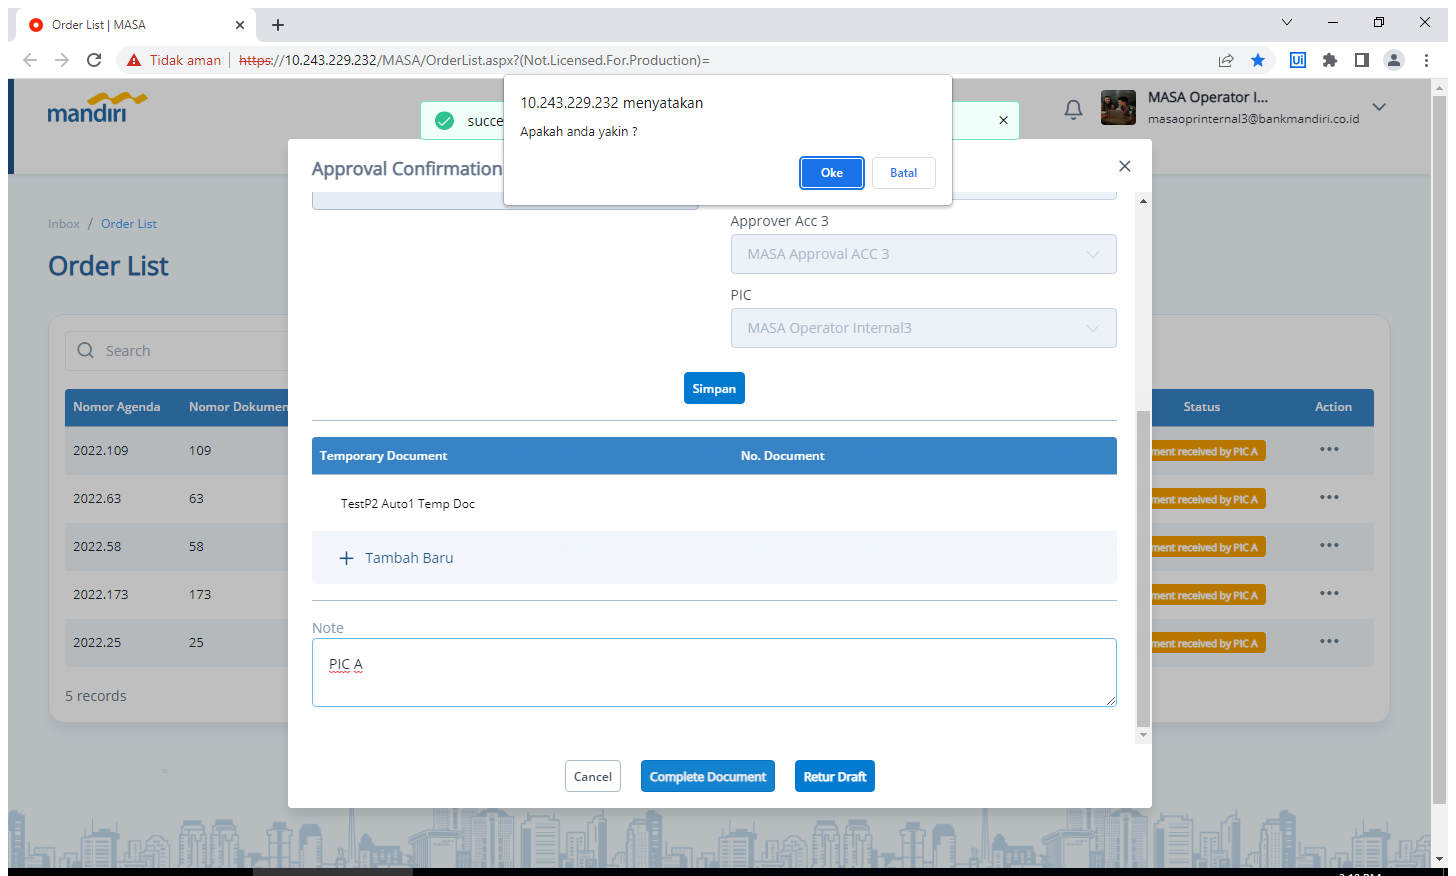 Order List | MASA
Tidak aman
https://10.243.229.232/MASA/OrderList.aspx?(Not.Licensed.For.Production)=
10.243.229.232 menyatakan
Apakah anda yakin ?
Oke
Batal
mandiri
succe
MASA Operator I...
masaoprinternal3@bankmandiri.co.id
Approval Confirmation
Inbox / Order List
Order List
Approver Acc 3
MASA Approval ACC 3
PIC
MASA Operator Internal3
Simpan
Search
Nomor Agenda Nomor Dokumen Status Action
2022.109 109 ment received by PIC A
2022.63 63 ment received by PIC A
2022.58 58 ment received by PIC A
2022.173 173 ment received by PIC A
2022.25 25 ment received by PIC A
5 records
Temporary Document No. Document
TestP2 Auto1 Temp Doc
Tambah Baru
Note
PIC A
Cancel
Complete Document
Retur Draft